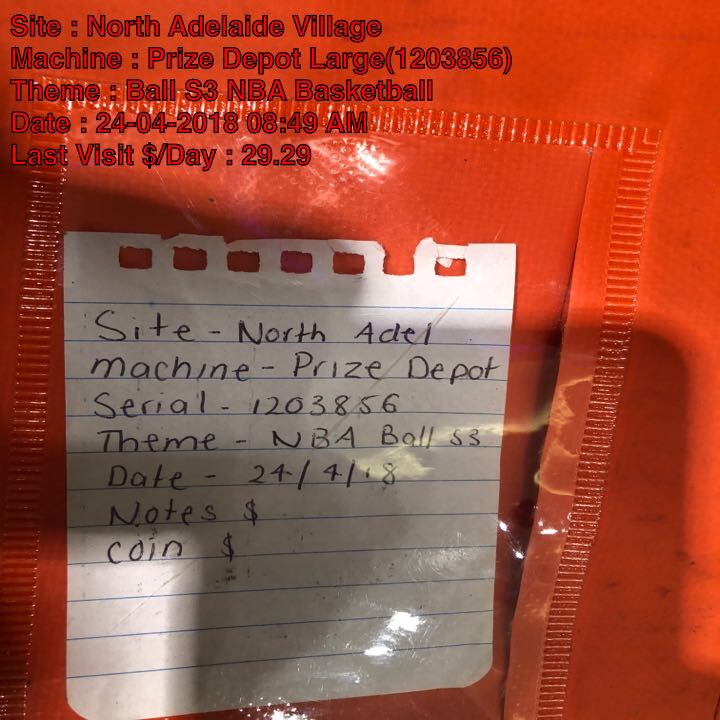 Site : North Adelaide Village
Machine : Prize Depot Large(1203856)
Theme : Ball S3 NBA Basketball
Date : 24-04-2018 08:49 AM
Last Visit $/Day : 29.29
Site - North Adel
machine - Prize Depot
Serial - 1203856
Theme - NBA Ball S3
Date - 24/4/18
Notes $
coin $